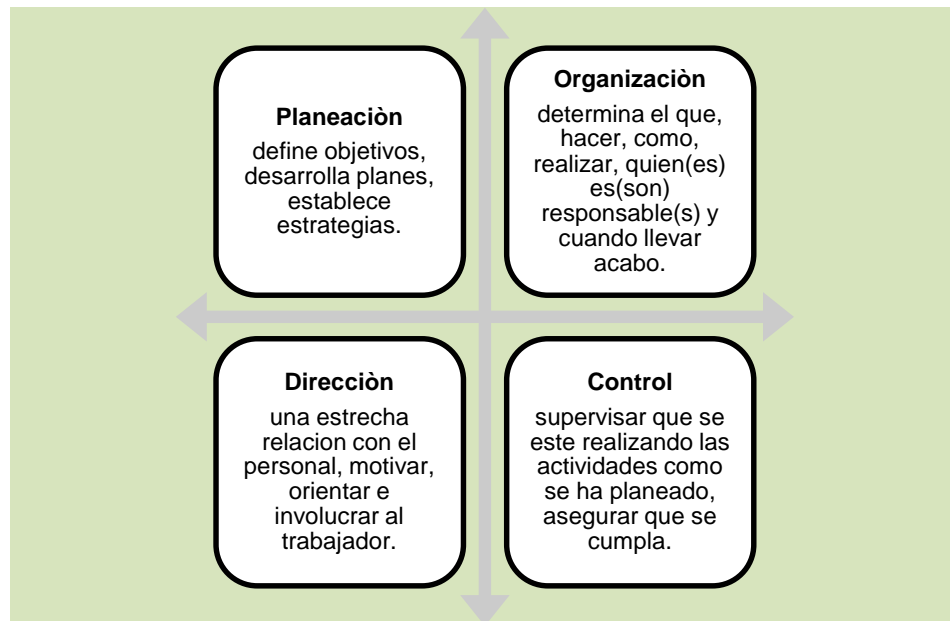 Planeaciòn
define objetivos,
desarrolla planes,
establece
estrategias.
Organizaciòn
determina el que,
hacer, como,
realizar, quien(es)
es(son)
responsable(s) y
cuando llevar
acabo.
Direcciòn
una estrecha
relacion con el
personal, motivar,
orientar e
involucrar al
trabajador.
Control
supervisar que se
este realizando las
actividades como
se ha planeado,
asegurar que se
cumpla.